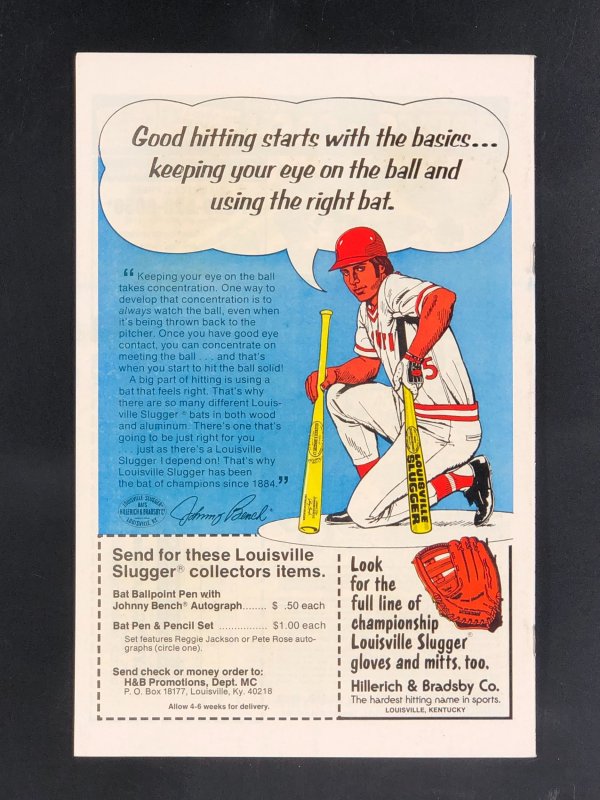 Good hitting starts with the basics...
keeping your eye on the ball and
using the right bat.
“ Keeping your eye on the ball
takes concentration. One way to
develop that concentration is to
always watch the ball, even when
it's being thrown back to the
pitcher. Once you have good eye
contact, you can concentrate on
meeting the ball . . . and that's
when you start to hit the ball solid!
A big part of hitting is using a
bat that feels right. That's why
there are so many different Louis-
ville Slugger® bats in both wood
and aluminum. There's one that's
going to be just right for you
. . . just as there's a Louisville
Slugger I depend on! That's why
Louisville Slugger has been
the bat of champions since 1884.”
LOUISVILLE SLUGGER
BATS
HILLERICH & BRADSBY CO
LOUISVILLE, KY.
Johnny Bench
5
LOUISVILLE
SLUGGER
Send for these Louisville
Slugger® collectors items.
Bat Ballpoint Pen with
Johnny Bench® Autograph........ $ .50 each
Bat Pen & Pencil Set ................ $1.00 each
Set features Reggie Jackson or Pete Rose auto-
graphs (circle one).
Send check or money order to:
H&B Promotions, Dept. MC
P. O. Box 18177, Louisville, Ky. 40218
Allow 4-6 weeks for delivery.
Look
for the
full line of
championship
Louisville Slugger®
gloves and mitts, too.
Hillerich & Bradsby Co.
The hardest hitting name in sports.
LOUISVILLE, KENTUCKY